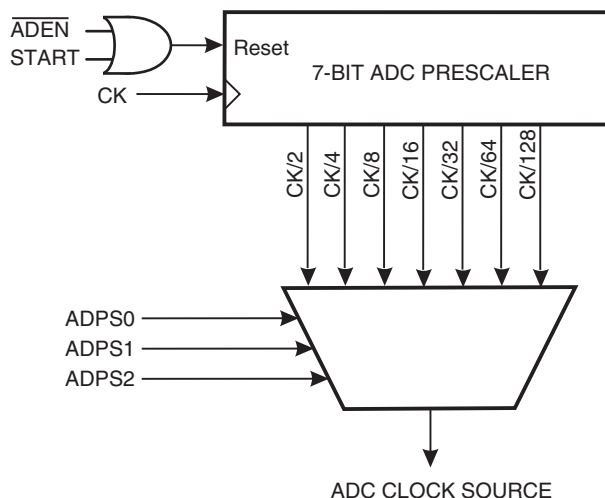 ADEN
START
Reset
7-BIT ADC PRESCALER
CK
CK/2
CK/4
CK/8
CK/16
CK/32
CK/64
CK/128
ADPS0
ADPS1
ADPS2
ADC CLOCK SOURCE